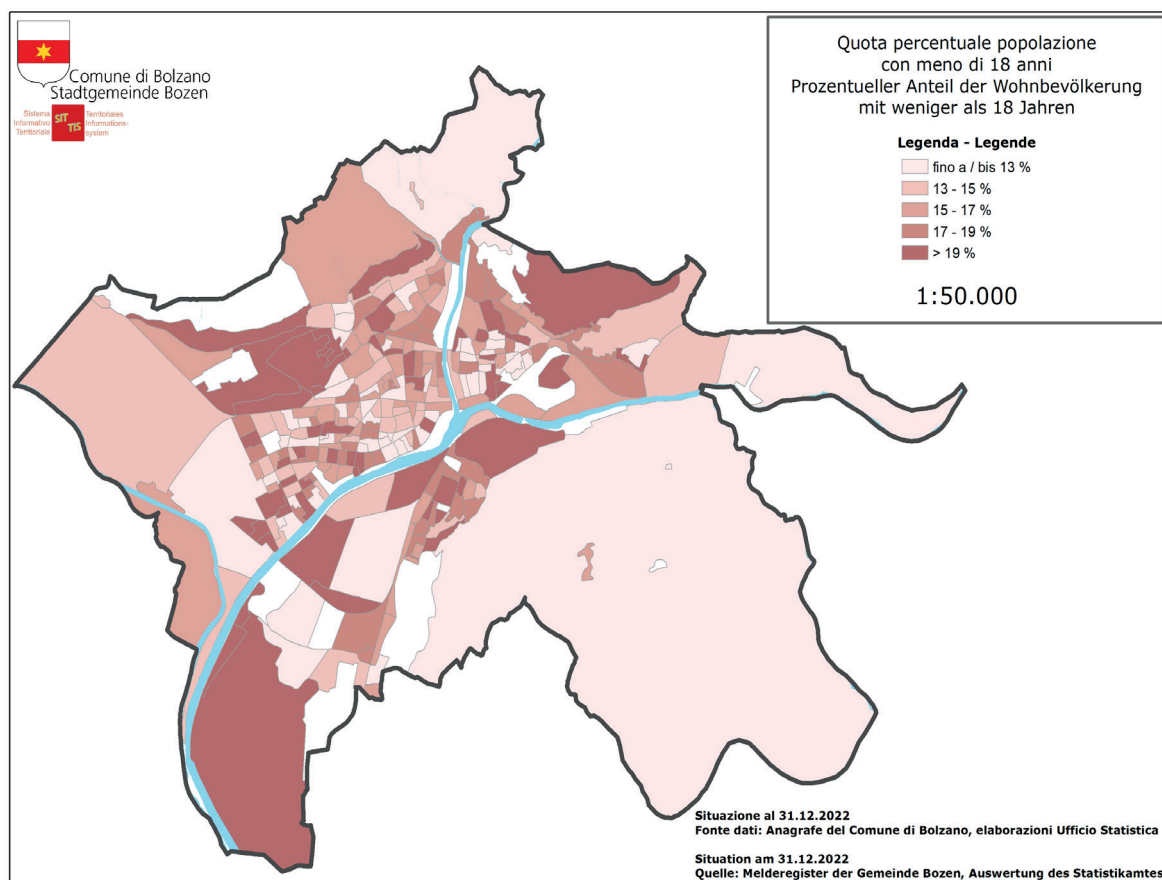 Comune di Bolzano
Stadtgemeinde Bozen
Sistema
Informativo
Territoriale
SIT
TIS
Territoriales
Informations-
system
Quota percentuale popolazione
con meno di 18 anni
Prozentueller Anteil der Wohnbevölkerung
mit weniger als 18 Jahren
Legenda - Legende
fino a / bis 13 %
13 - 15 %
15 - 17 %
17 - 19 %
> 19 %
1:50.000
Situazione al 31.12.2022
Fonte dati: Anagrafe del Comune di Bolzano, elaborazioni Ufficio Statistica
Situation am 31.12.2022
Quelle: Melderegister der Gemeinde Bozen, Auswertung des Statistikamtes